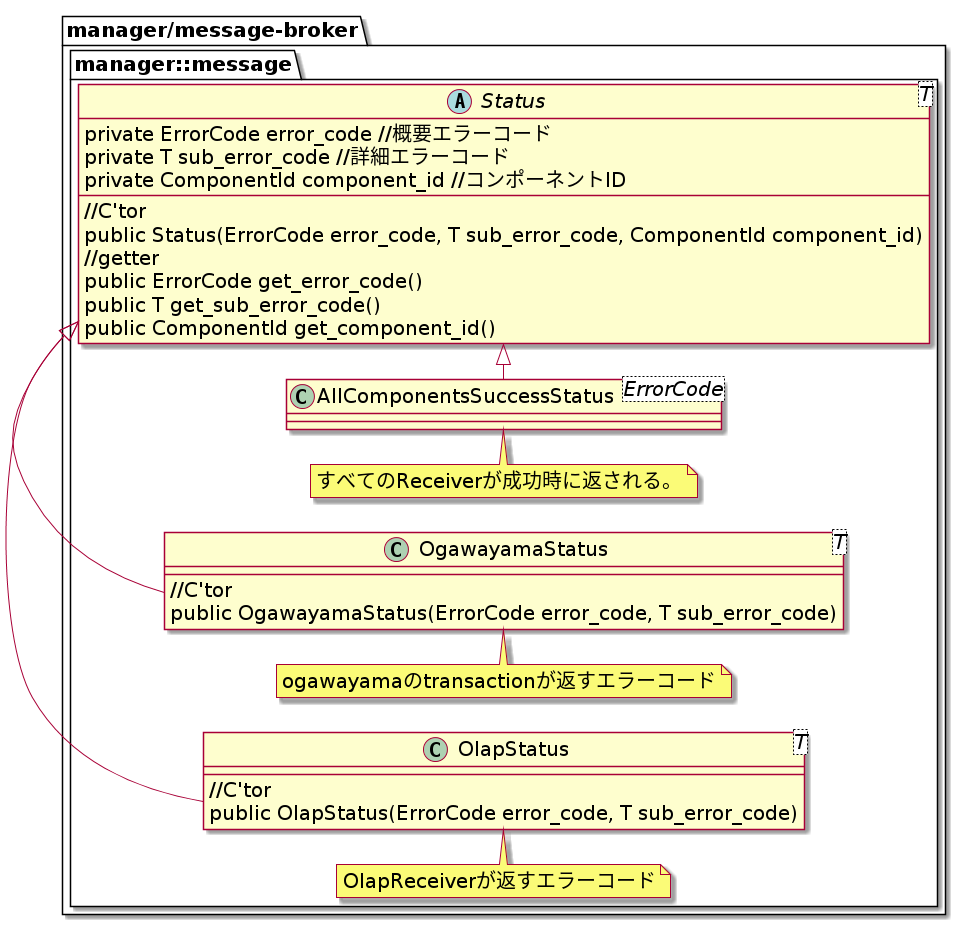 manager/message-broker
manager::message
A Status T
private ErrorCode error_code //概要エラーコード
private T sub_error_code //詳細エラーコード
private ComponentId component_id //コンポーネントID
//C'tor
public Status(ErrorCode error_code, T sub_error_code, ComponentId component_id)
//getter
public ErrorCode get_error_code()
public T get_sub_error_code()
public ComponentId get_component_id()
C AllComponentsSuccessStatus ErrorCode
すべてのReceiverが成功時に返される。
C OgawayamaStatus T
//C'tor
public OgawayamaStatus(ErrorCode error_code, T sub_error_code)
ogawayamaのtransactionが返すエラーコード
C OlapStatus T
//C'tor
public OlapStatus(ErrorCode error_code, T sub_error_code)
OlapReceiverが返すエラーコード